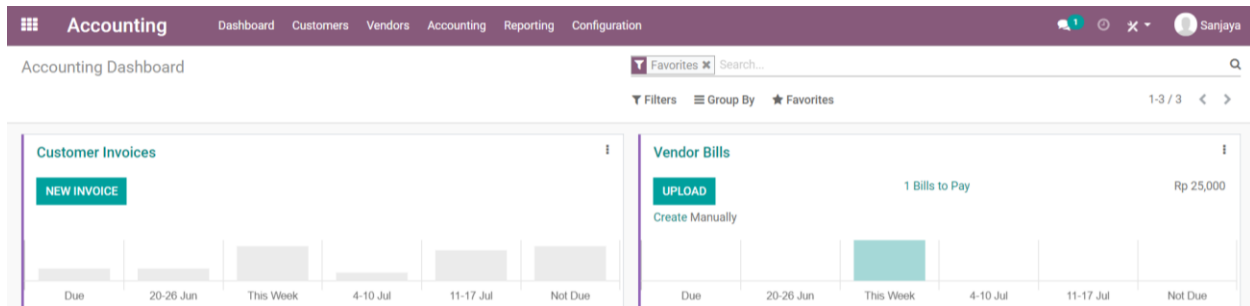 Accounting Dashboard Customers Vendors Accounting Reporting Configuration 1 Sanjaya
Accounting Dashboard
Favorites Search...
Filters Group By Favorites 1-3 / 3
Customer Invoices
NEW INVOICE
Due 20-26 Jun This Week 4-10 Jul 11-17 Jul Not Due
Vendor Bills
UPLOAD 1 Bills to Pay Rp 25,000
Create Manually
Due 20-26 Jun This Week 4-10 Jul 11-17 Jul Not Due